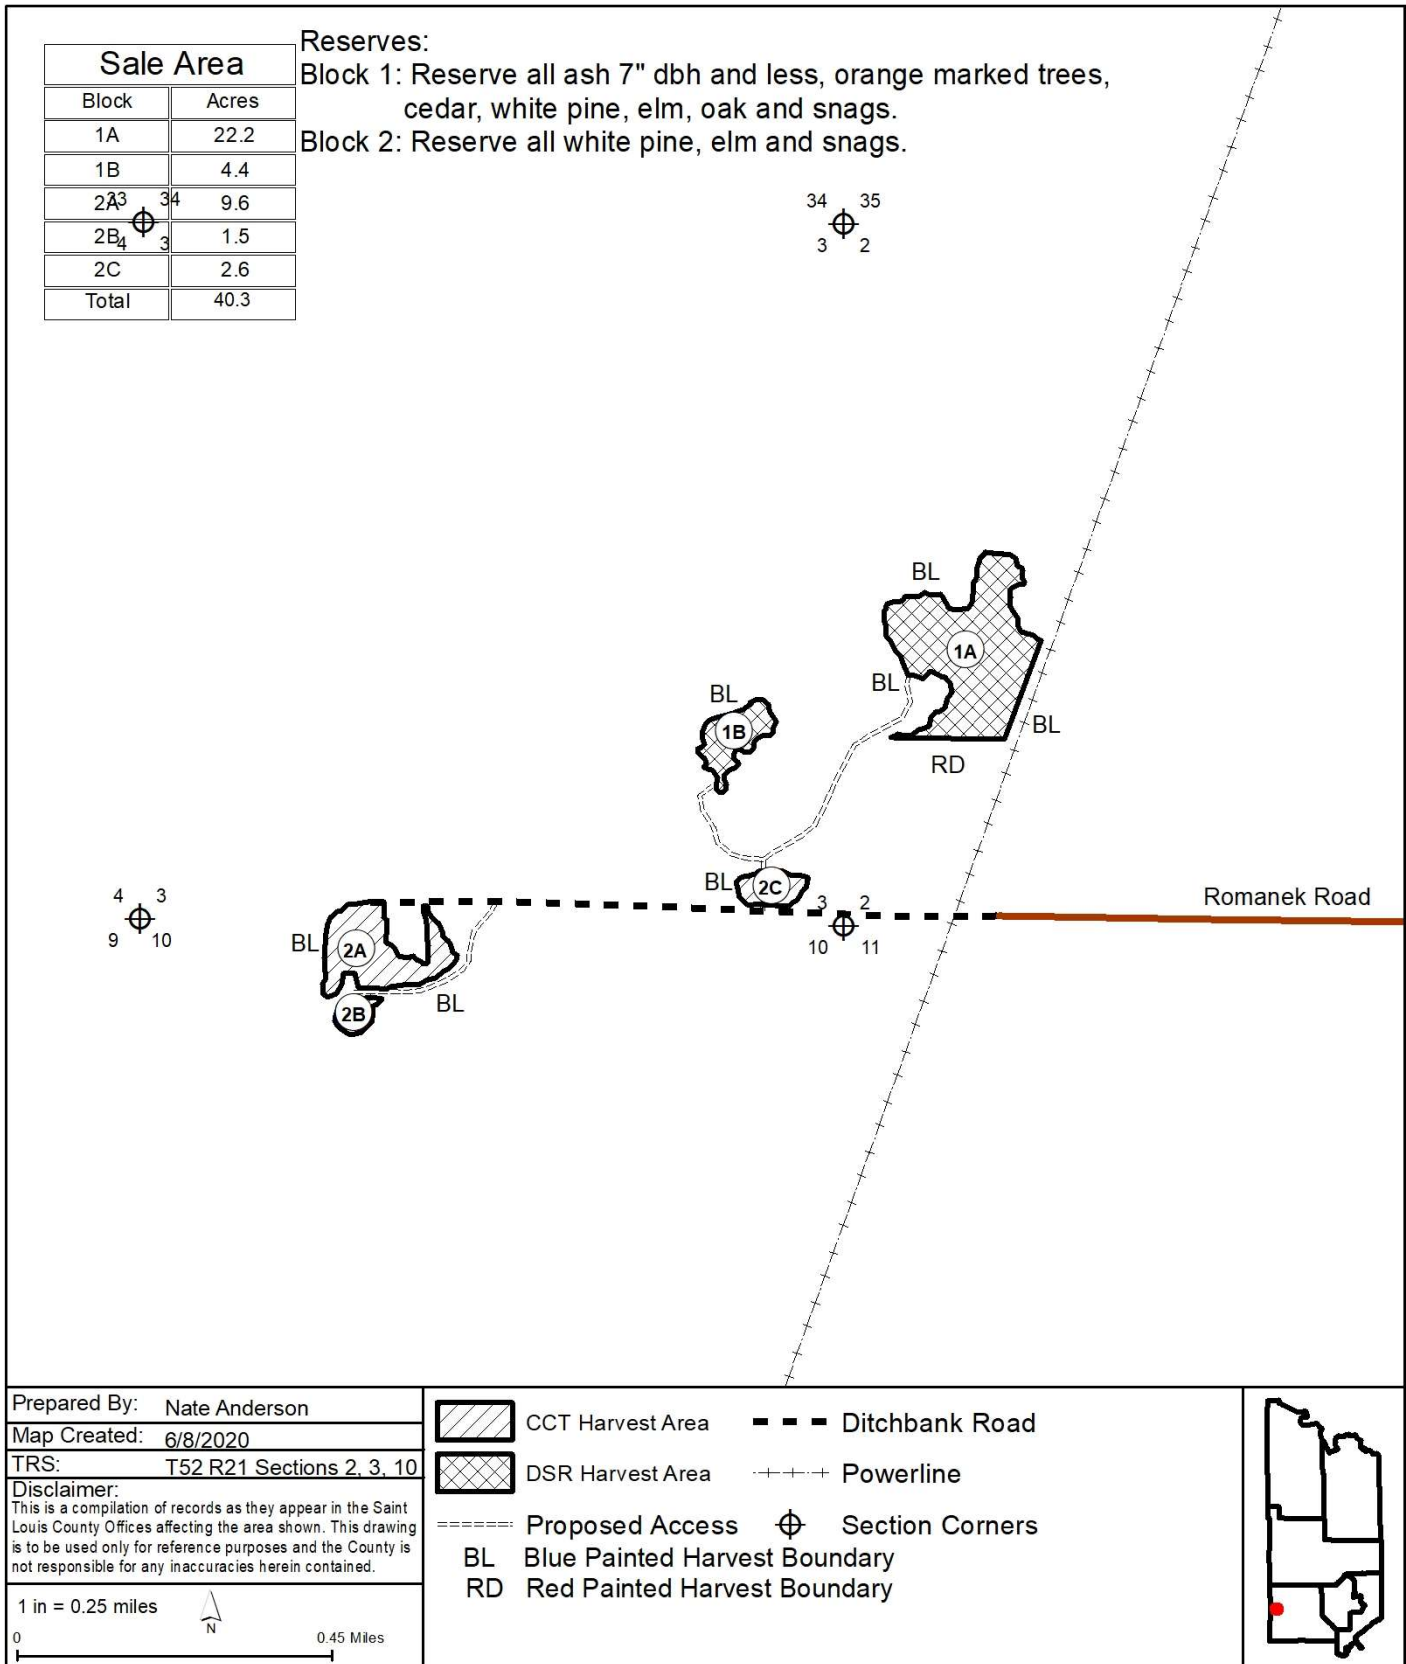 Sale Area
Block Acres
1A 22.2
1B 4.4
2A 9.6
2B 1.5
2C 2.6
Total 40.3
Reserves:
Block 1: Reserve all ash 7" dbh and less, orange marked trees,
cedar, white pine, elm, oak and snags.
Block 2: Reserve all white pine, elm and snags.
33 34
4 3
34 35
3 2
BL
1A
BL
BL
1B
BL
RD
BL
2C
4 3
9 10
3 2
10 11
Romanek Road
BL
2A
BL
2B
Prepared By: Nate Anderson
Map Created: 6/8/2020
TRS: T52 R21 Sections 2, 3, 10
Disclaimer:
This is a compilation of records as they appear in the Saint
Louis County Offices affecting the area shown. This drawing
is to be used only for reference purposes and the County is
not responsible for any inaccuracies herein contained.
1 in = 0.25 miles
N
0 0.45 Miles
CCT Harvest Area
Ditchbank Road
DSR Harvest Area
Powerline
Proposed Access
Section Corners
BL Blue Painted Harvest Boundary
RD Red Painted Harvest Boundary